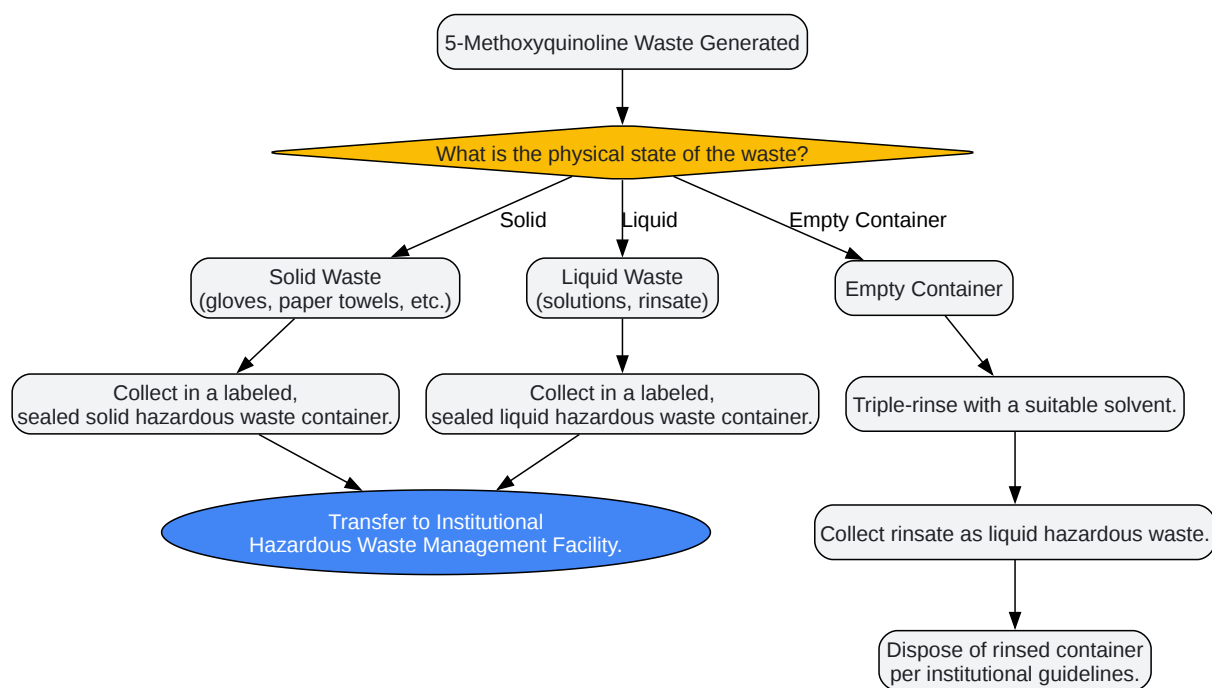 5-Methoxyquinoline Waste Generated
What is the physical state of the waste?
Solid
Liquid
Empty Container
Solid Waste
(gloves, paper towels, etc.)
Liquid Waste
(solutions, rinsate)
Empty Container
Collect in a labeled,
sealed solid hazardous waste container.
Collect in a labeled,
sealed liquid hazardous waste container.
Triple-rinse with a suitable solvent.
Transfer to Institutional
Hazardous Waste Management Facility.
Collect rinsate as liquid hazardous waste.
Dispose of rinsed container
per institutional guidelines.